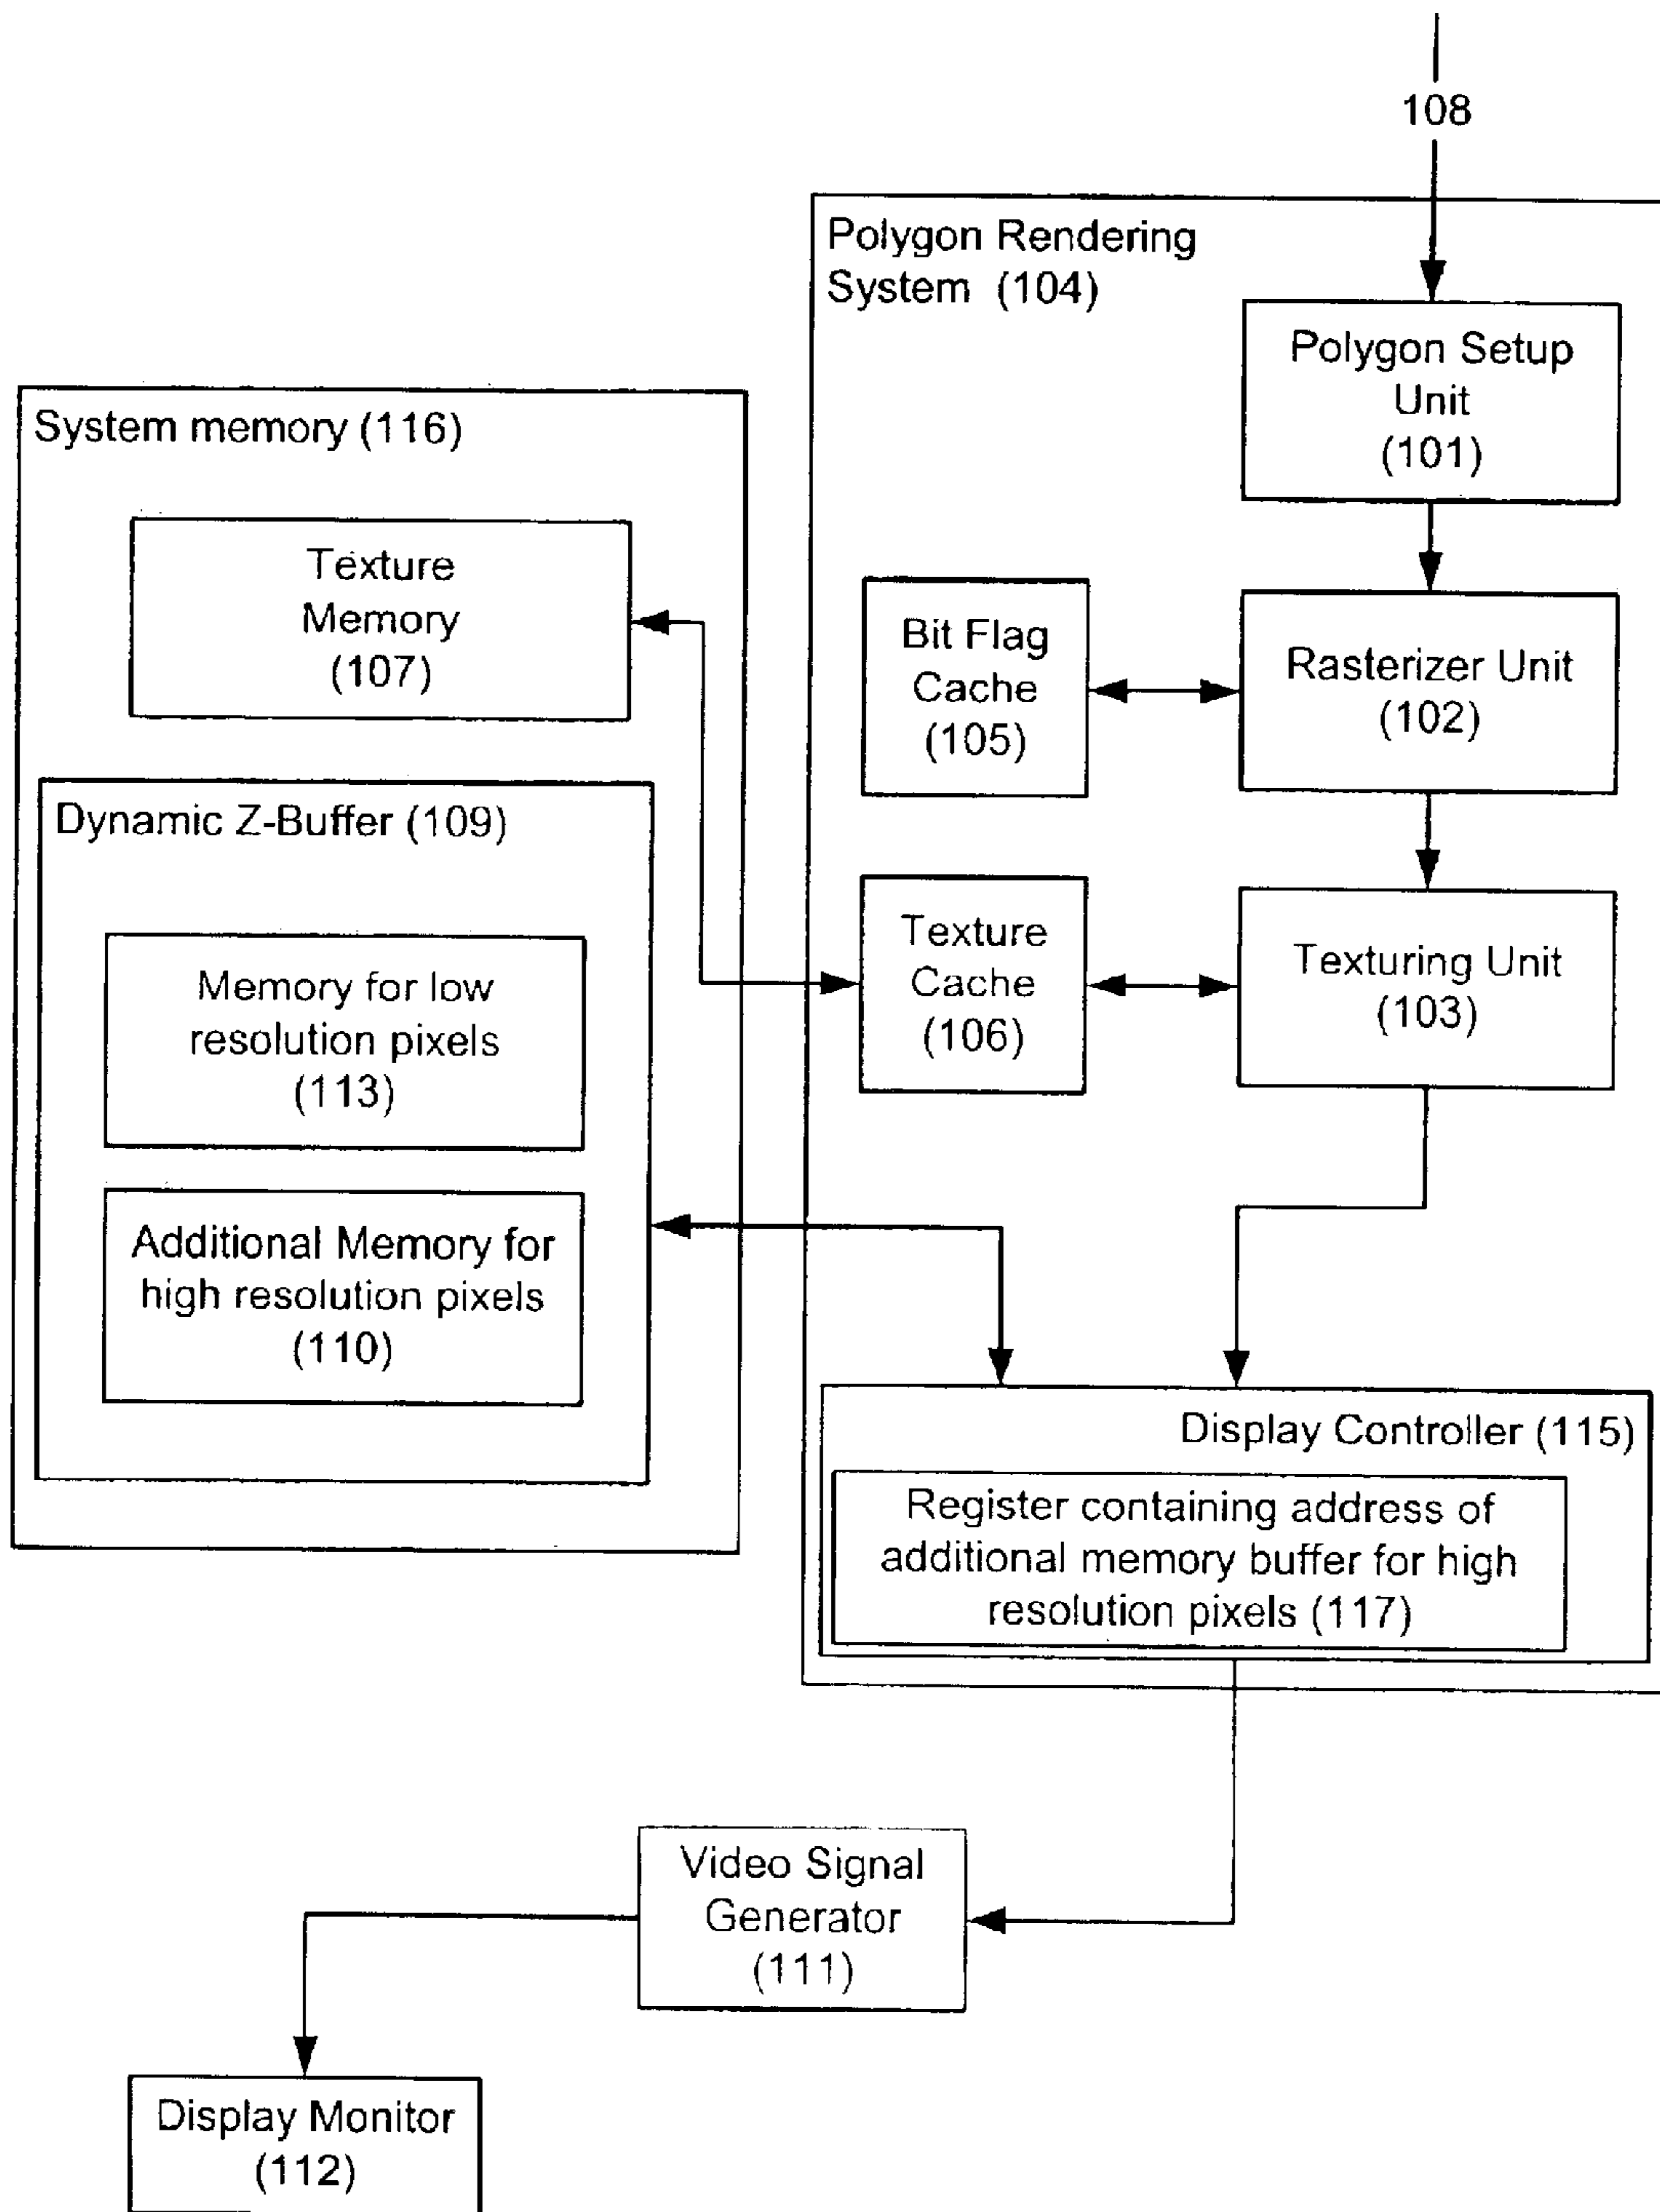 108
Polygon Rendering
System (104)
Polygon Setup
Unit
(101)
System memory (116)
Texture
Memory
(107)
Bit Flag
Cache
(105)
Rasterizer Unit
(102)
Dynamic Z-Buffer (109)
Texture
Cache
(106)
Texturing Unit
(103)
Memory for low
resolution pixels
(113)
Additional Memory for
high resolution pixels
(110)
Display Controller (115)
Register containing address of
additional memory buffer for high
resolution pixels (117)
Video Signal
Generator
(111)
Display Monitor
(112)